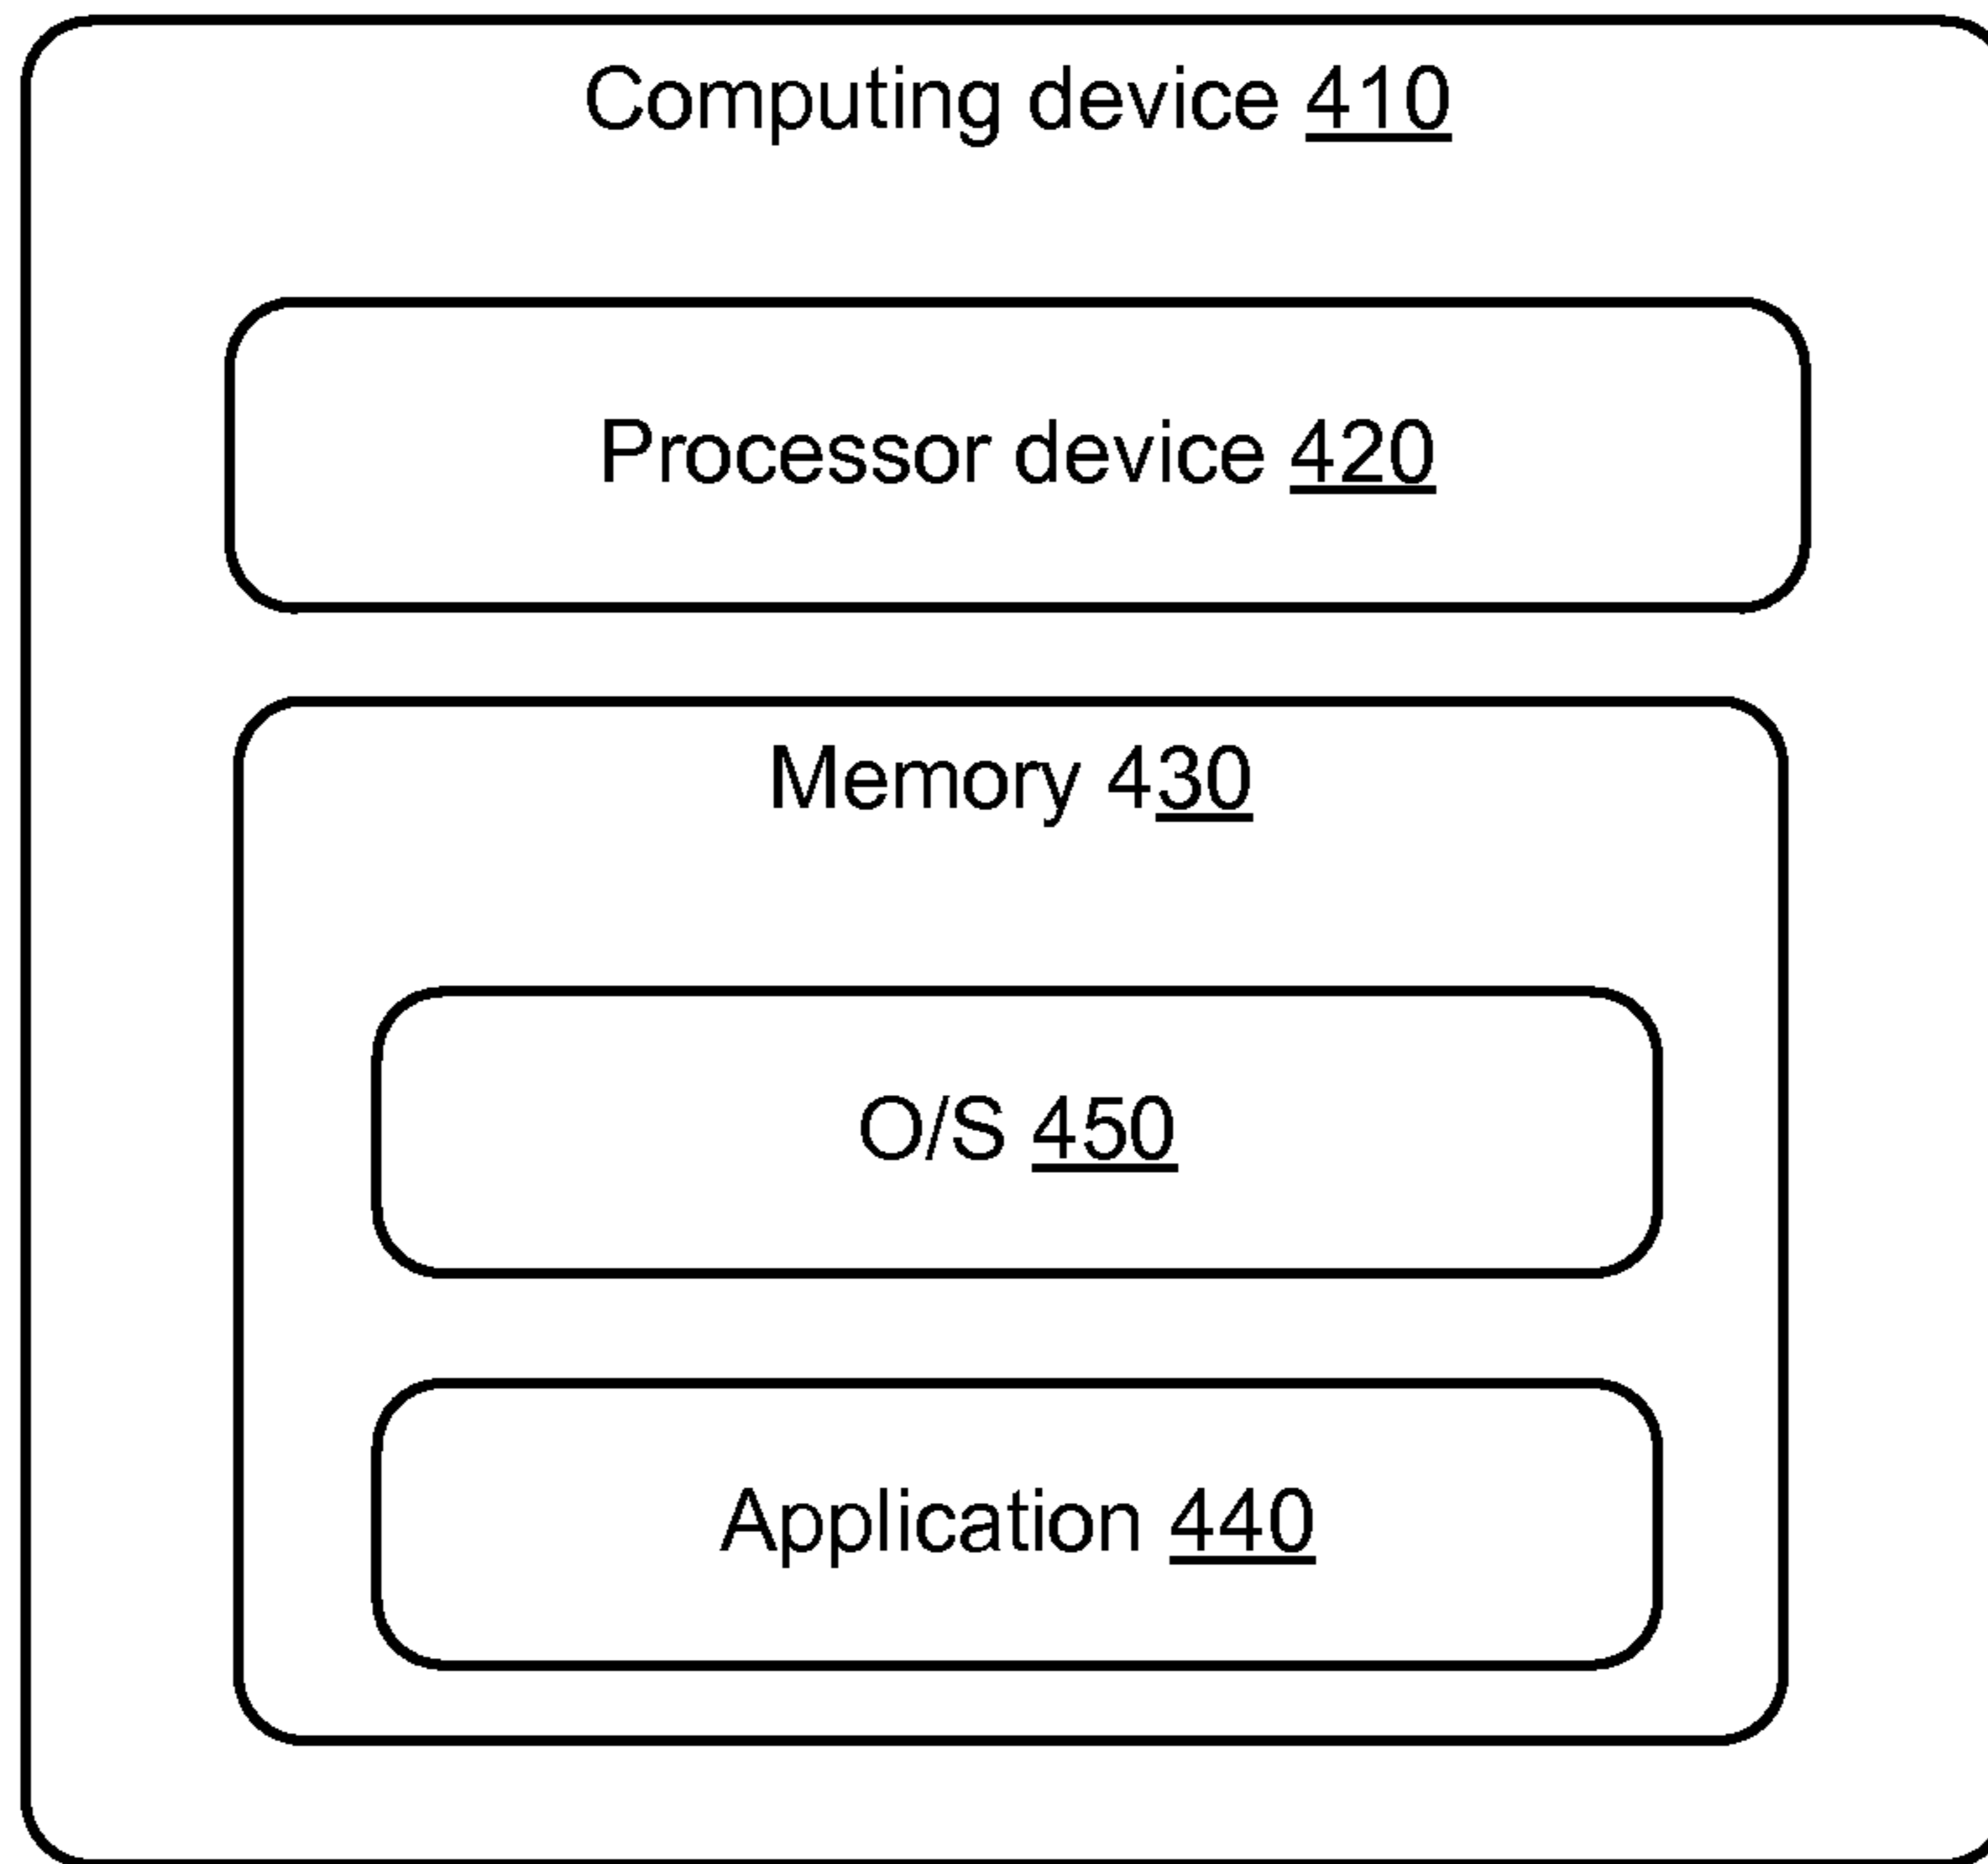 Computing device 410
Processor device 420
Memory 430
O/S 450
Application 440